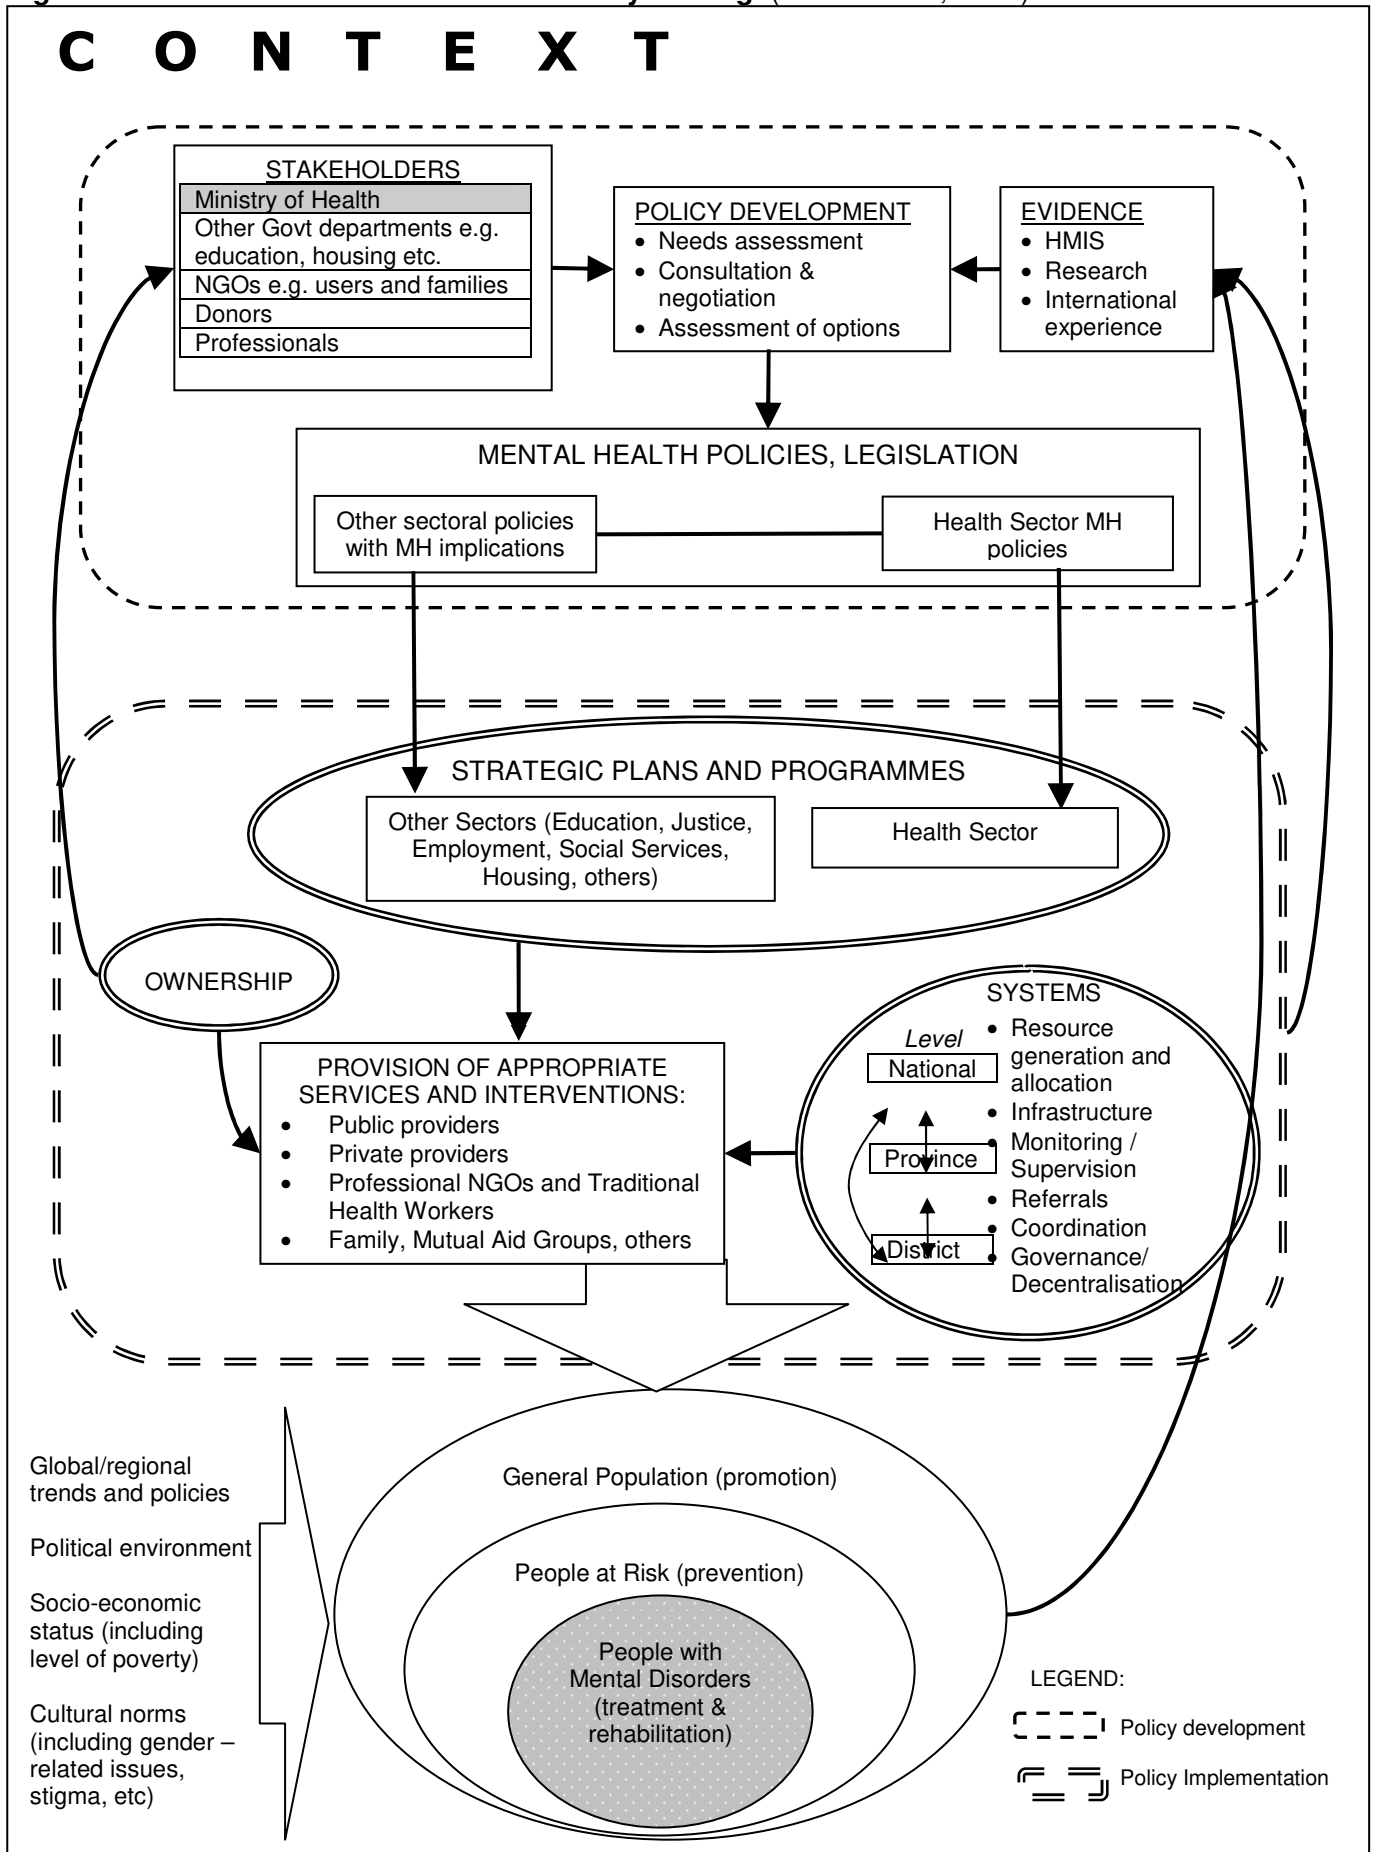 C O N T E X T
STAKEHOLDERS
Ministry of Health
Other Govt departments e.g.
education, housing etc.
NGOs e.g. users and families
Donors
Professionals
POLICY DEVELOPMENT
• Needs assessment
• Consultation &
negotiation
• Assessment of options
EVIDENCE
• HMIS
• Research
• International
experience
MENTAL HEALTH POLICIES, LEGISLATION
Other sectoral policies
with MH implications
Health Sector MH
policies
STRATEGIC PLANS AND PROGRAMMES
Other Sectors (Education, Justice,
Employment, Social Services,
Housing, others)
Health Sector
OWNERSHIP
PROVISION OF APPROPRIATE
SERVICES AND INTERVENTIONS:
• Public providers
• Private providers
• Professional NGOs and Traditional
Health Workers
• Family, Mutual Aid Groups, others
SYSTEMS
Level
National
Province
District
• Resource
generation and
allocation
• Infrastructure
• Monitoring /
Supervision
• Referrals
• Coordination
• Governance/
Decentralisation
Global/regional
trends and policies
Political environment
Socio-economic
status (including
level of poverty)
Cultural norms
(including gender –
related issues,
stigma, etc)
General Population (promotion)
People at Risk (prevention)
People with
Mental Disorders
(treatment &
rehabilitation)
LEGEND:
Policy development
Policy Implementation